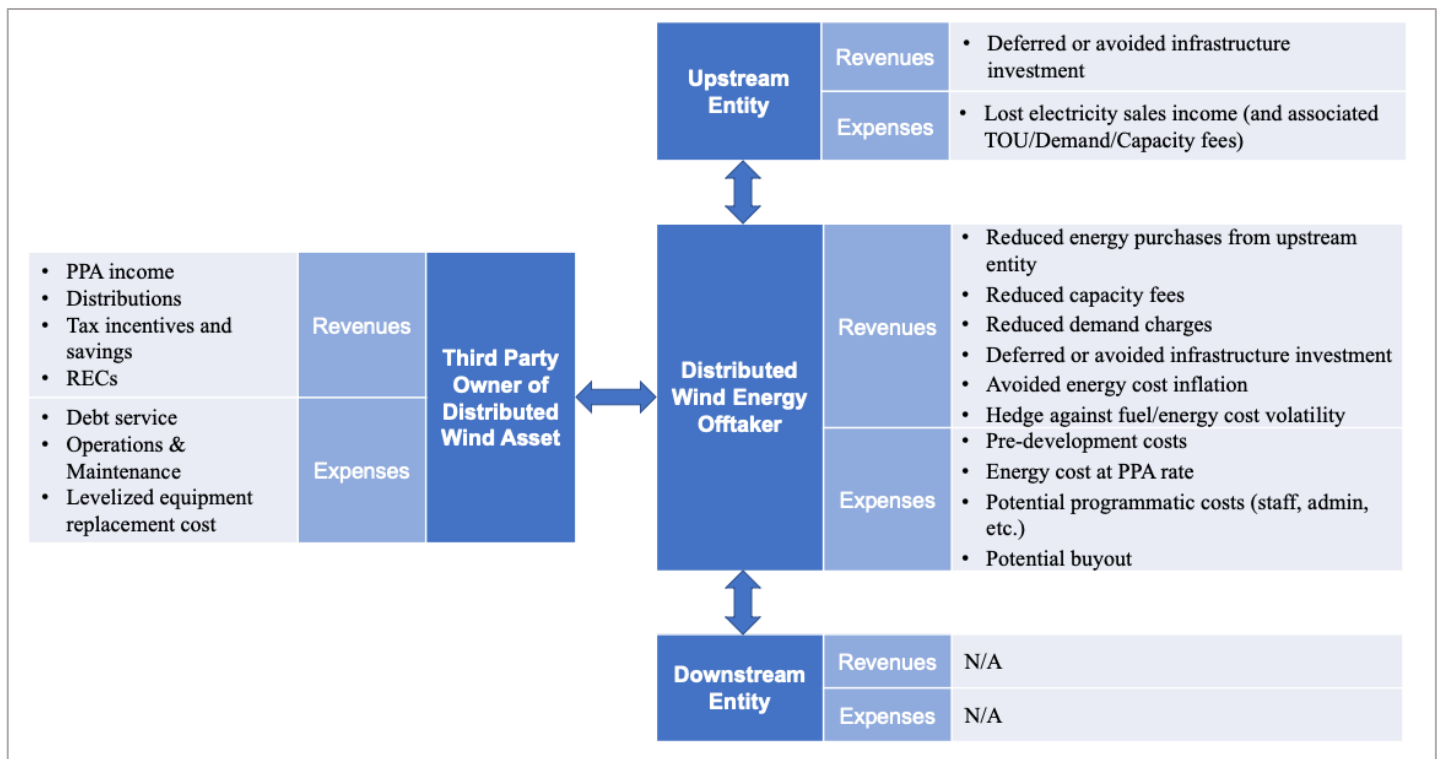 Upstream
Entity
Revenues
• Deferred or avoided infrastructure
investment
Expenses
• Lost electricity sales income (and associated
TOU/Demand/Capacity fees)
• PPA income
• Distributions
• Tax incentives and
savings
• RECs
Revenues
• Debt service
• Operations &
Maintenance
• Levelized equipment
replacement cost
Expenses
Third Party
Owner of
Distributed
Wind Asset
Distributed
Wind Energy
Offtaker
Revenues
• Reduced energy purchases from upstream
entity
• Reduced capacity fees
• Reduced demand charges
• Deferred or avoided infrastructure investment
• Avoided energy cost inflation
• Hedge against fuel/energy cost volatility
Expenses
• Pre-development costs
• Energy cost at PPA rate
• Potential programmatic costs (staff, admin,
etc.)
• Potential buyout
Downstream
Entity
Revenues
N/A
Expenses
N/A